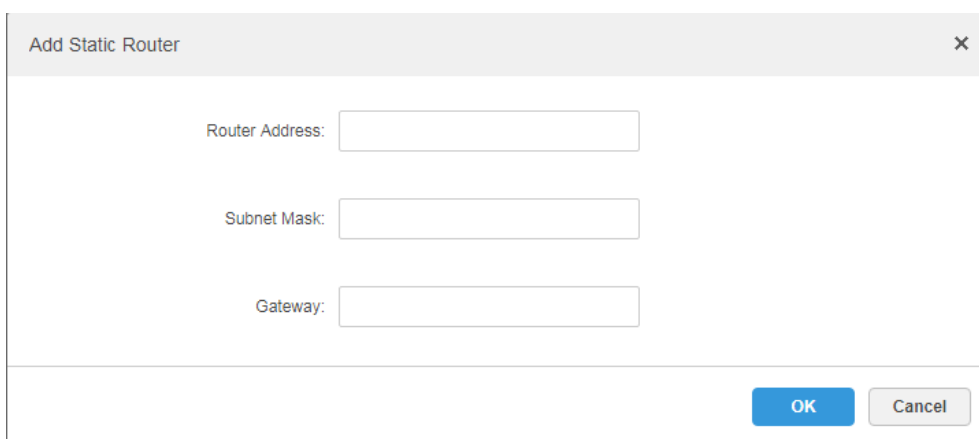 Add Static Router ×
Router Address:
Subnet Mask:
Gateway:
OK Cancel